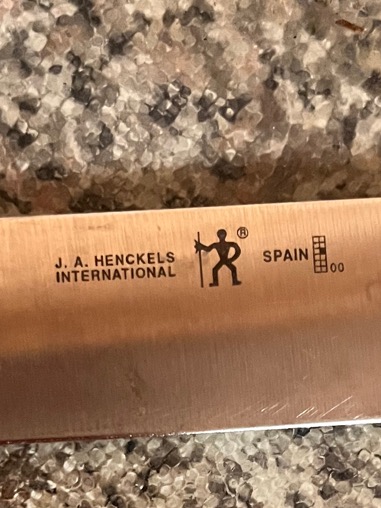 J. A. HENCKELS
INTERNATIONAL
®
SPAIN
00